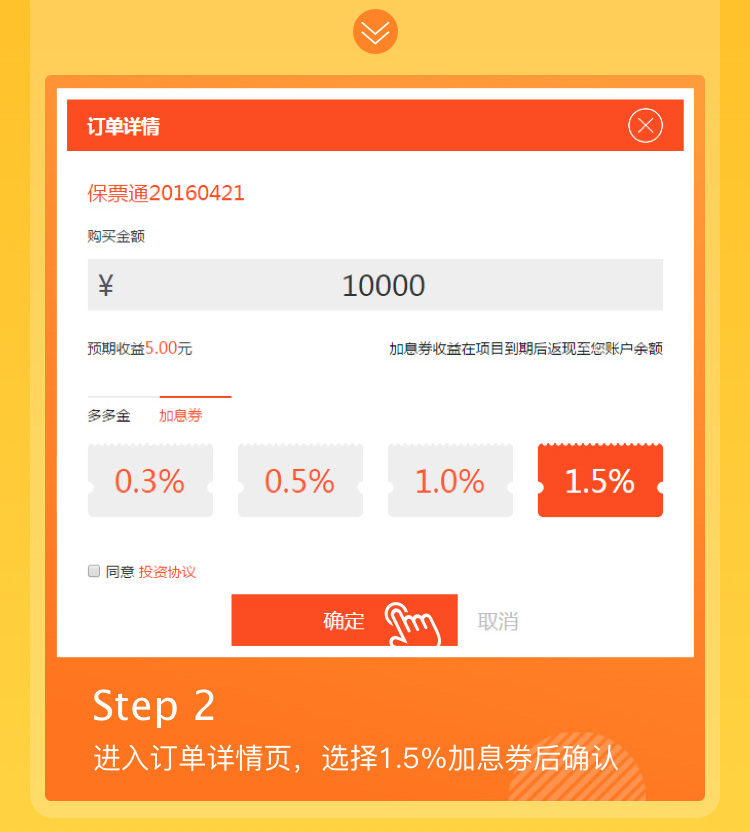 订单详情
保票通20160421
购买金额
¥ 10000
预期收益5.00元 加息券收益在项目到期后返现至您账户余额
多多金 加息券
0.3% 0.5% 1.0% 1.5%
同意 投资协议
确定 取消
Step 2
进入订单详情页，选择1.5%加息券后确认